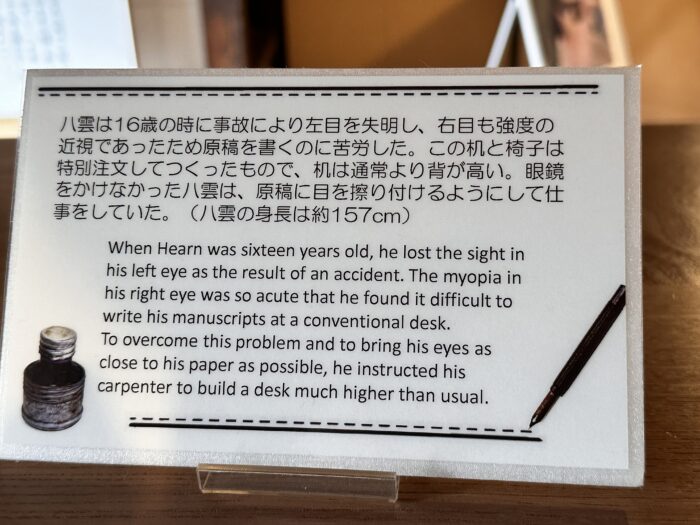 八雲は16歳の時に事故により左目を失明し、右目も強度の
近視であったため原稿を書くのに苦労した。この机と椅子は
特別注文してつくったもので、机は通常より背が高い。眼鏡
をかけなかった八雲は、原稿に目を擦り付けるようにして仕
事をしていた。（八雲の身長は約157cm）
When Hearn was sixteen years old, he lost the sight in
his left eye as the result of an accident. The myopia in
his right eye was so acute that he found it difficult to
write his manuscripts at a conventional desk.
To overcome this problem and to bring his eyes as
close to his paper as possible, he instructed his
carpenter to build a desk much higher than usual.